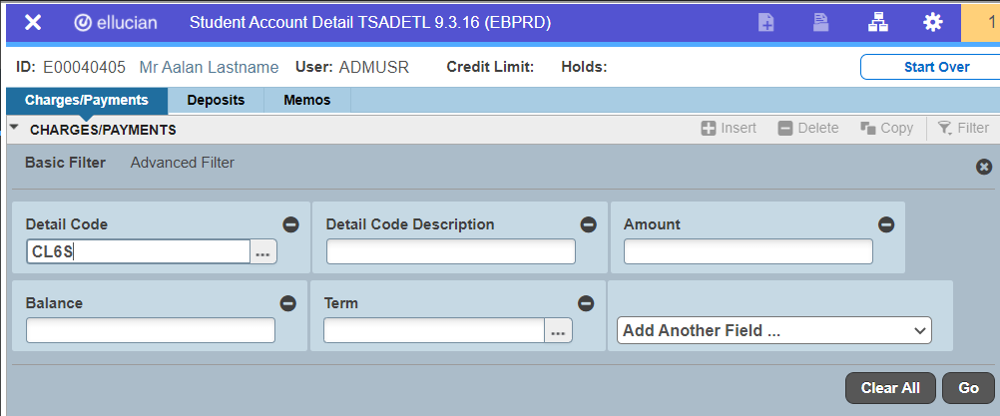 ellucian Student Account Detail TSADETL 9.3.16 (EBPRD) 1
ID: E00040405 Mr Aalan Lastname User: ADMUSR Credit Limit: Holds: Start Over
Charges/Payments Deposits Memos
CHARGES/PAYMENTS Insert Delete Copy Filter
Basic Filter Advanced Filter
Detail Code Detail Code Description Amount
CL6S ...
Balance Term
... Add Another Field ...
Clear All Go